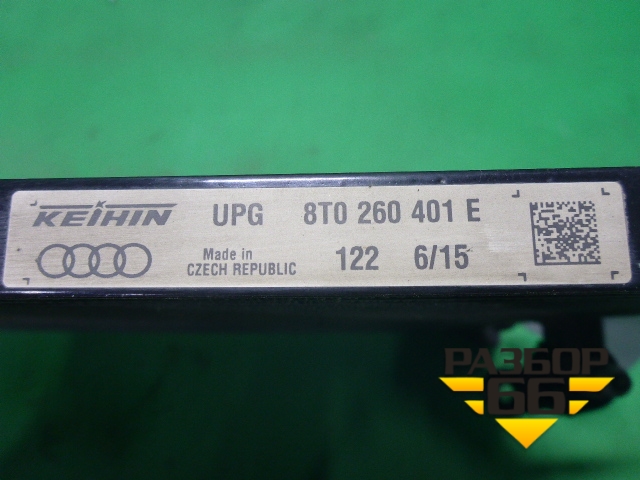 KEIHIN UPG 8T0 260 401 E
Made in
CZECH REPUBLIC 122 6/15
РАЗБОР
66